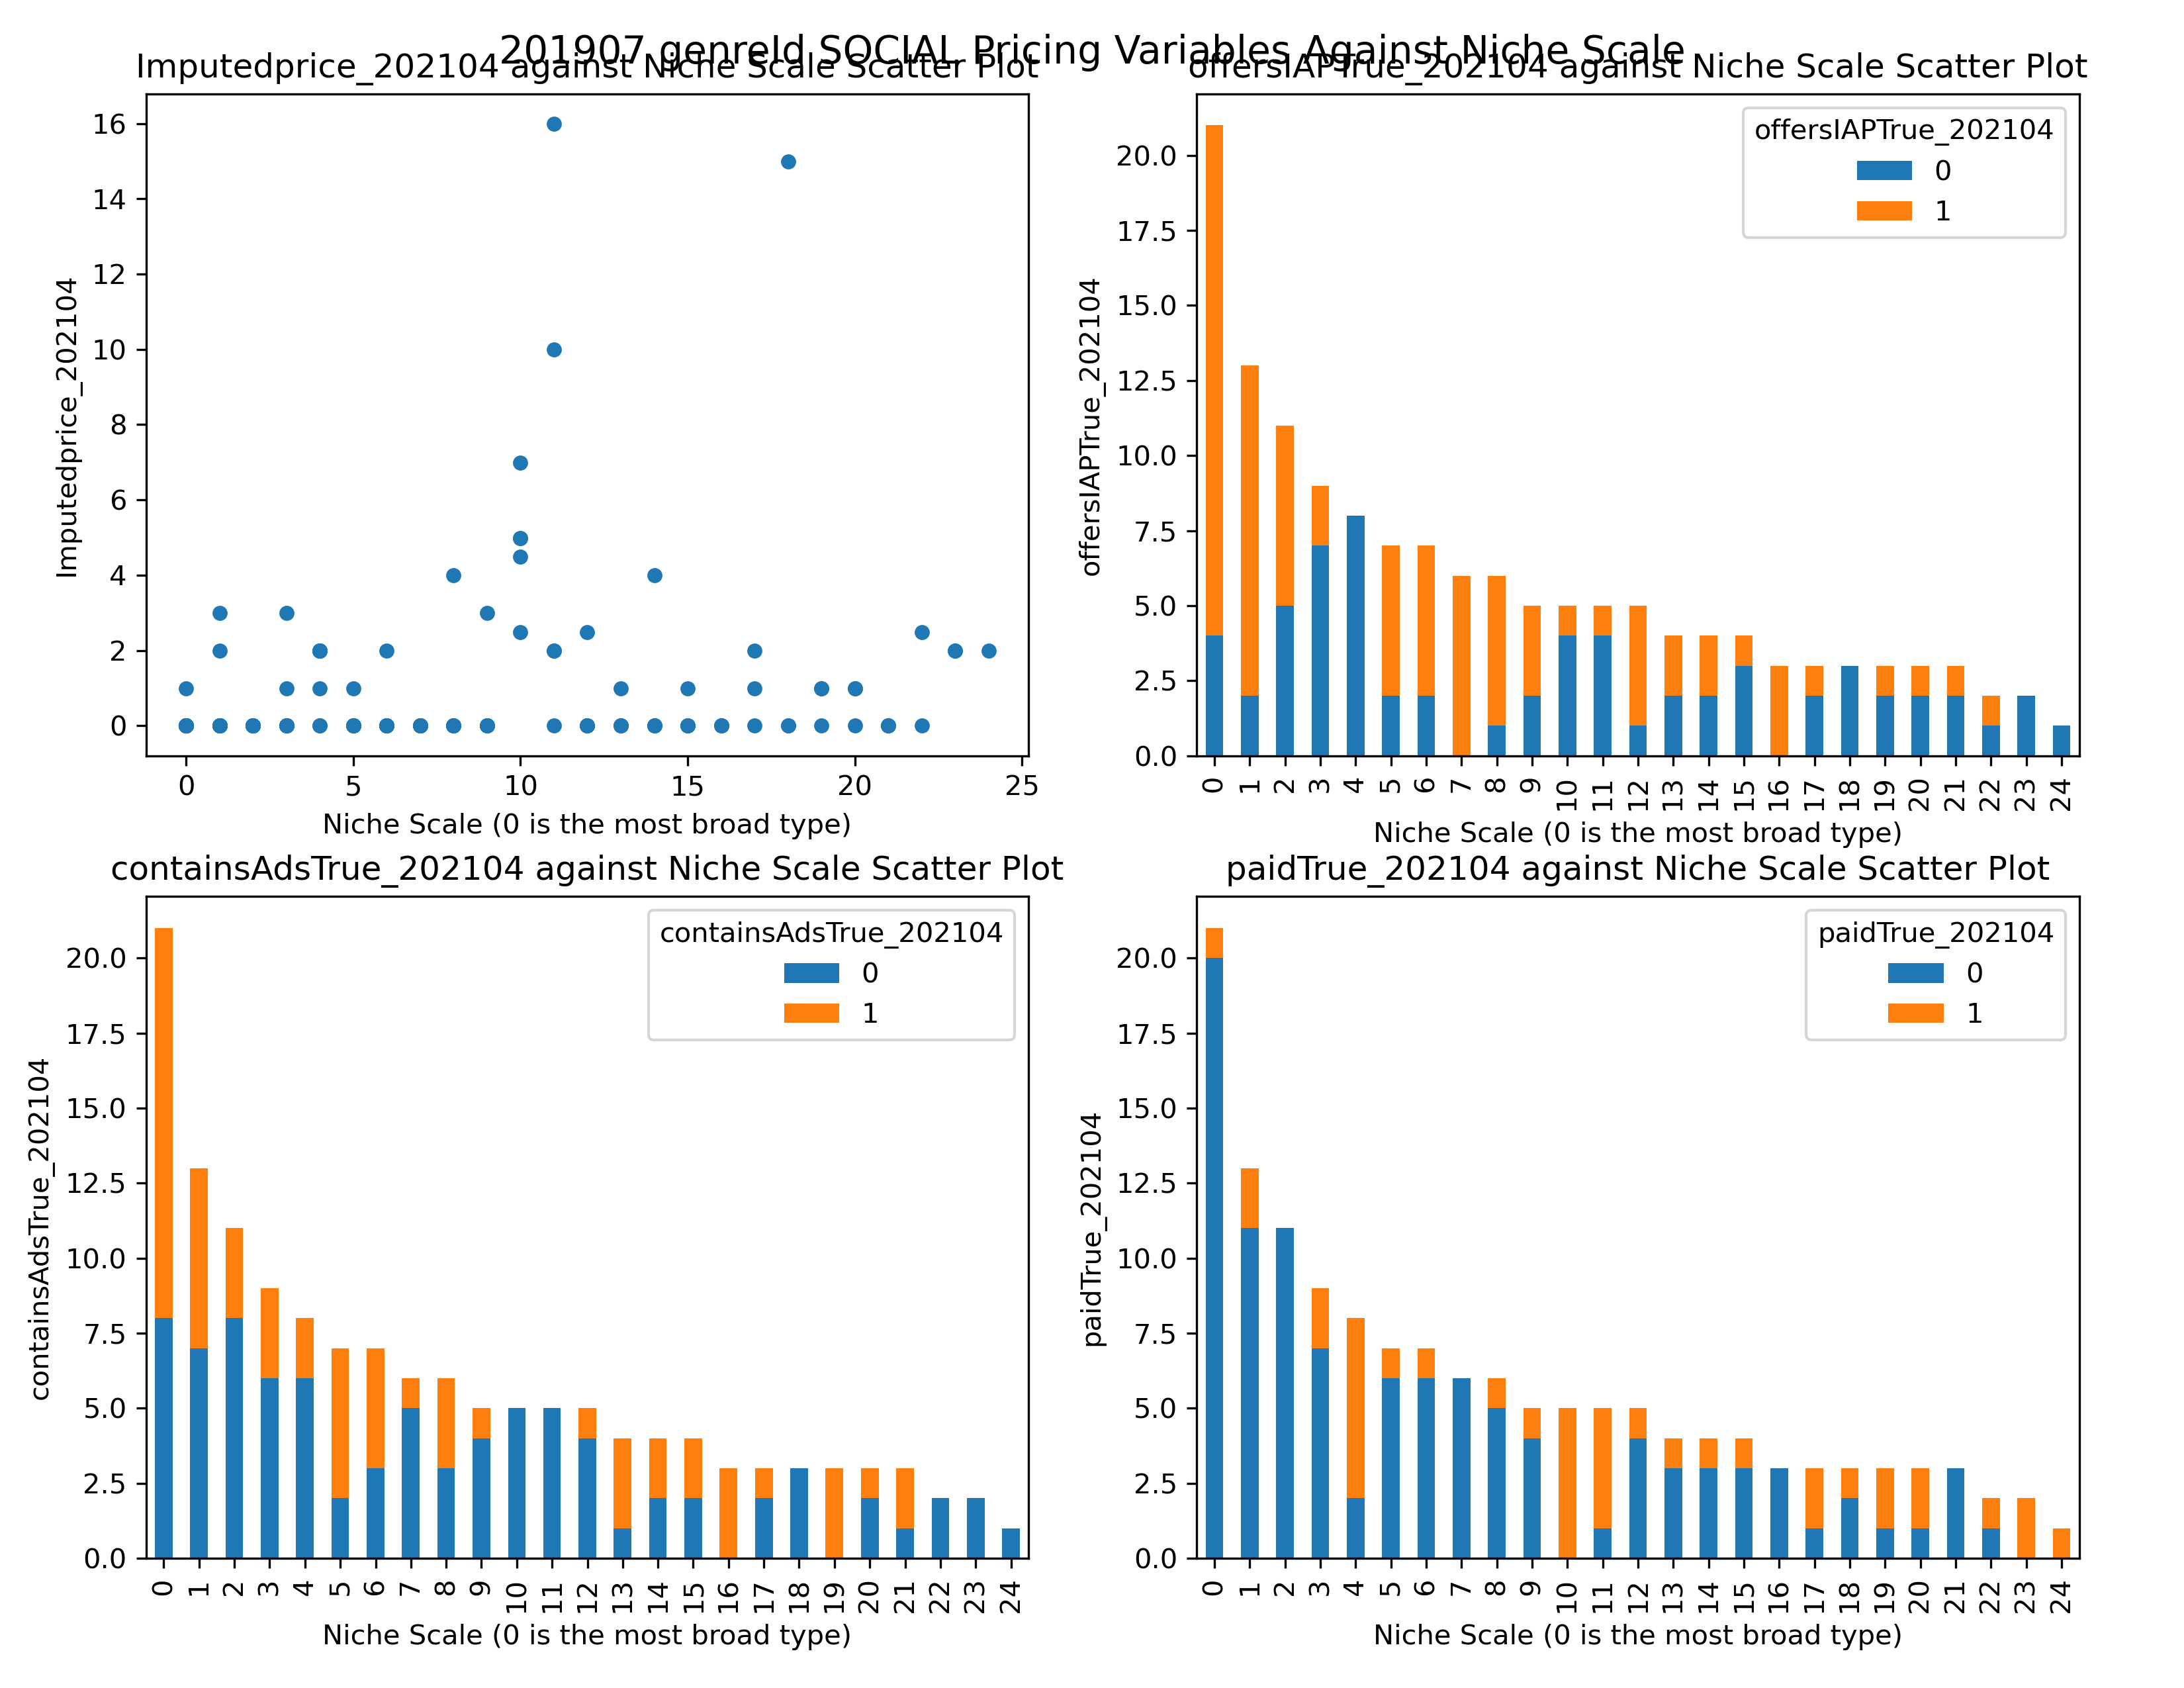 201907 genreId SOCIAL Pricing Variables Against Niche Scale
Imputedprice_202104 against Niche Scale Scatter Plot
Imputedprice_202104
16
14
12
10
8
6
4
2
0
0 5 10 15 20 25
Niche Scale (0 is the most broad type)
offersIAPTrue_202104 against Niche Scale Scatter Plot
offersIAPTrue_202104
20.0
17.5
15.0
12.5
10.0
7.5
5.0
2.5
0.0
offersIAPTrue_202104
0
1
0 1 2 3 4 5 6 7 8 9 10 11 12 13 14 15 16 17 18 19 20 21 22 23 24
Niche Scale (0 is the most broad type)
containsAdsTrue_202104 against Niche Scale Scatter Plot
containsAdsTrue_202104
20.0
17.5
15.0
12.5
10.0
7.5
5.0
2.5
0.0
containsAdsTrue_202104
0
1
0 1 2 3 4 5 6 7 8 9 10 11 12 13 14 15 16 17 18 19 20 21 22 23 24
Niche Scale (0 is the most broad type)
paidTrue_202104 against Niche Scale Scatter Plot
paidTrue_202104
20.0
17.5
15.0
12.5
10.0
7.5
5.0
2.5
0.0
paidTrue_202104
0
1
0 1 2 3 4 5 6 7 8 9 10 11 12 13 14 15 16 17 18 19 20 21 22 23 24
Niche Scale (0 is the most broad type)